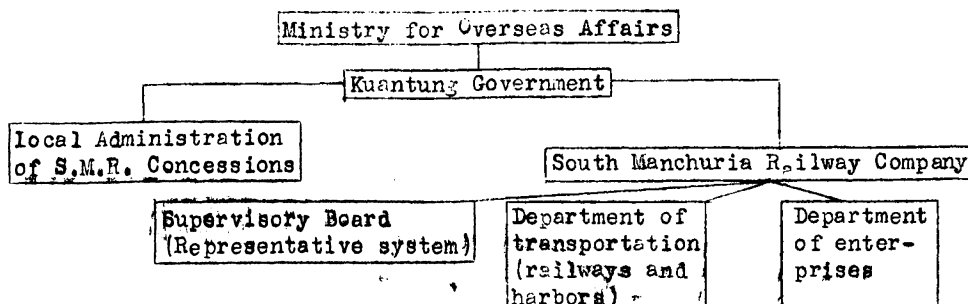 Ministry for Overseas Affairs
Kuantung Government
Local Administration
of S.M.R. Concessions
South Manchuria Railway Company
Supervisory Board
(Representative system)
Department of
transportation
(railways and
harbors)
Department
of enter-
prises